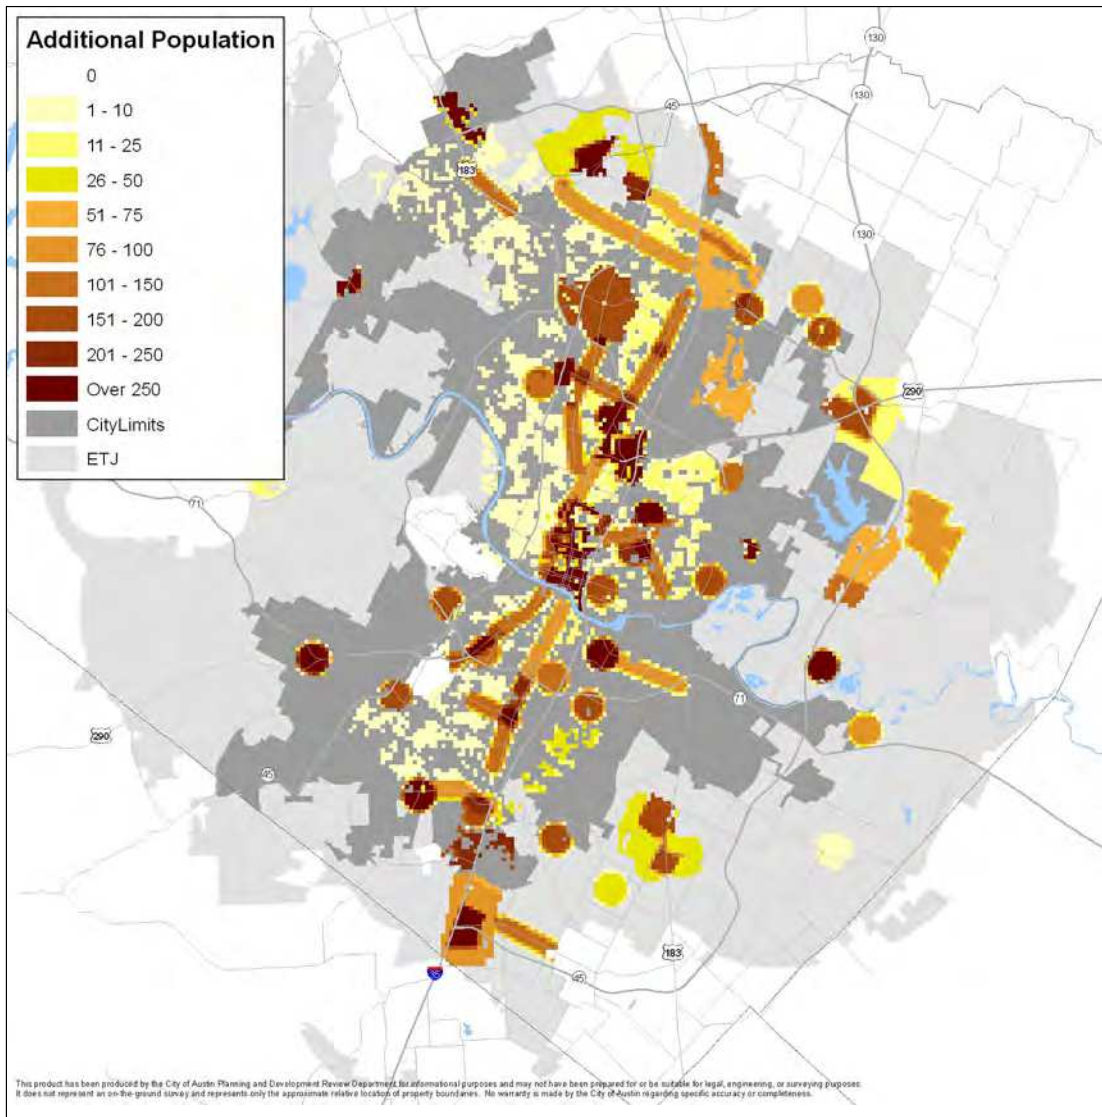 Additional Population
0
1 - 10
11 - 25
26 - 50
51 - 75
76 - 100
101 - 150
151 - 200
201 - 250
Over 250
CityLimits
ETJ
130
130
45
183
130
290
71
71
290
45
183
45
35
This product has been produced by the City of Austin Planning and Development Review Department for informational purposes and may not have been prepared for or be suitable for legal, engineering, or surveying purposes.
It does not represent an on-the-ground survey and represents only the approximate relative location of property boundaries. No warranty is made by the City of Austin regarding specific accuracy or completeness.